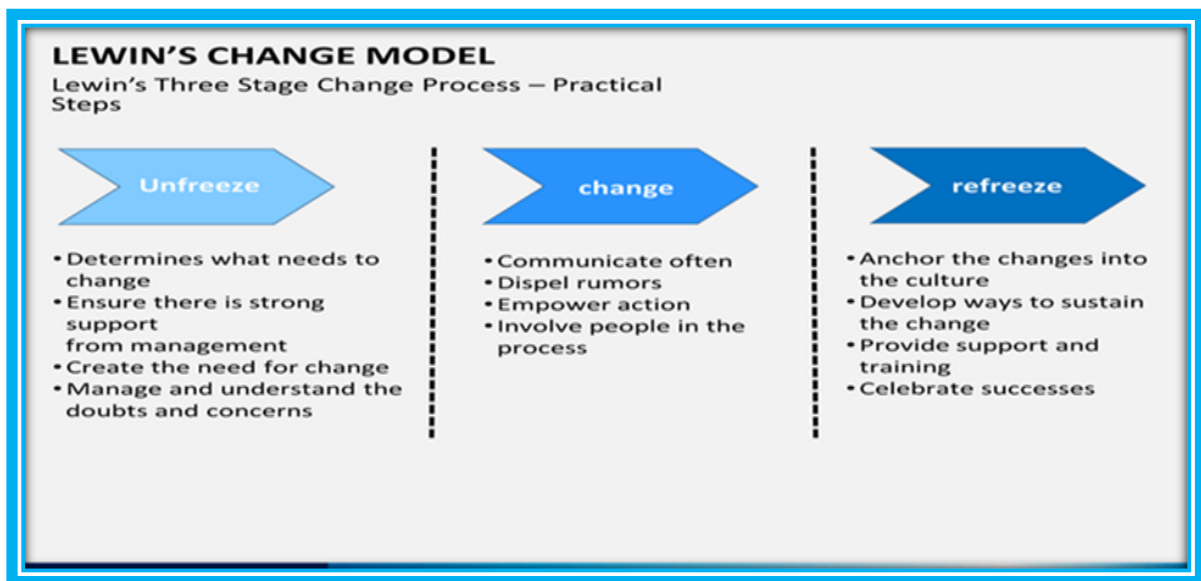 LEWIN'S CHANGE MODEL
Lewin's Three Stage Change Process – Practical
Steps
Unfreeze
•Determines what needs to
change
•Ensure there is strong
support
from management
•Create the need for change
•Manage and understand the
doubts and concerns
change
•Communicate often
•Dispel rumors
•Empower action
•Involve people in the
process
refreeze
•Anchor the changes into
the culture
•Develop ways to sustain
the change
•Provide support and
training
•Celebrate successes